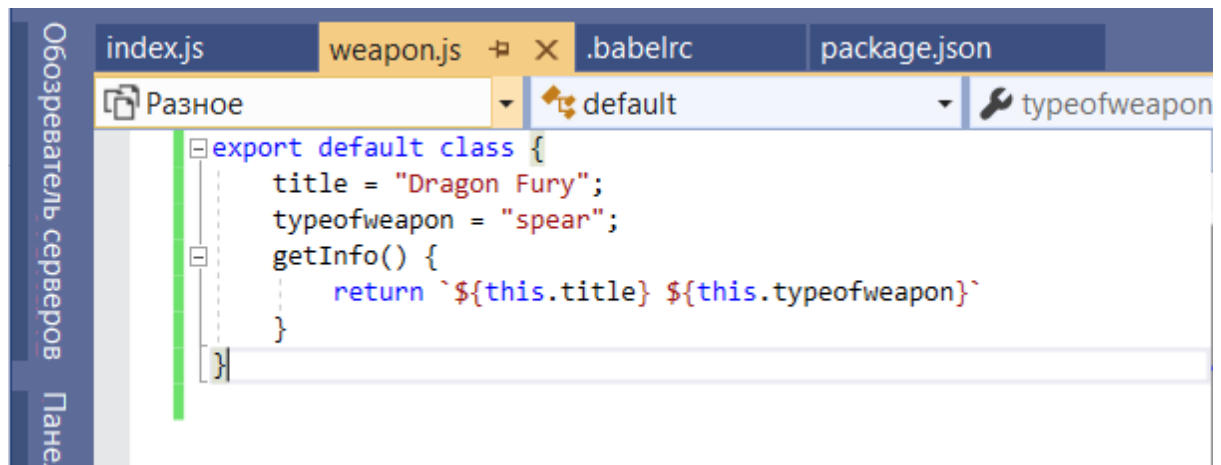 Обозреватель серверов
Пане
index.js weapon.js .babelrc package.json
Разное default typeofweapon
export default class {
title = "Dragon Fury";
typeofweapon = "spear";
getInfo() {
return `${this.title} ${this.typeofweapon}`
}
}